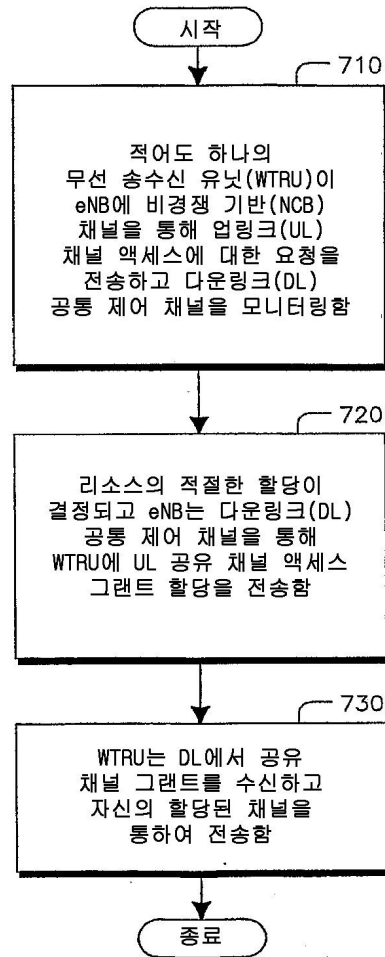 시작
710
적어도 하나의
무선 송수신 유닛(WTRU)이
eNB에 비경쟁 기반(NCB)
채널을 통해 업링크(UL)
채널 액세스에 대한 요청을
전송하고 다운링크(DL)
공통 제어 채널을 모니터링함
720
리소스의 적절한 할당이
결정되고 eNB는 다운링크(DL)
공통 제어 채널을 통해
WTRU에 UL 공유 채널 액세스
그랜트 할당을 전송함
730
WTRU는 DL에서 공유
채널 그랜트를 수신하고
자신의 할당된 채널을
통하여 전송함
종료